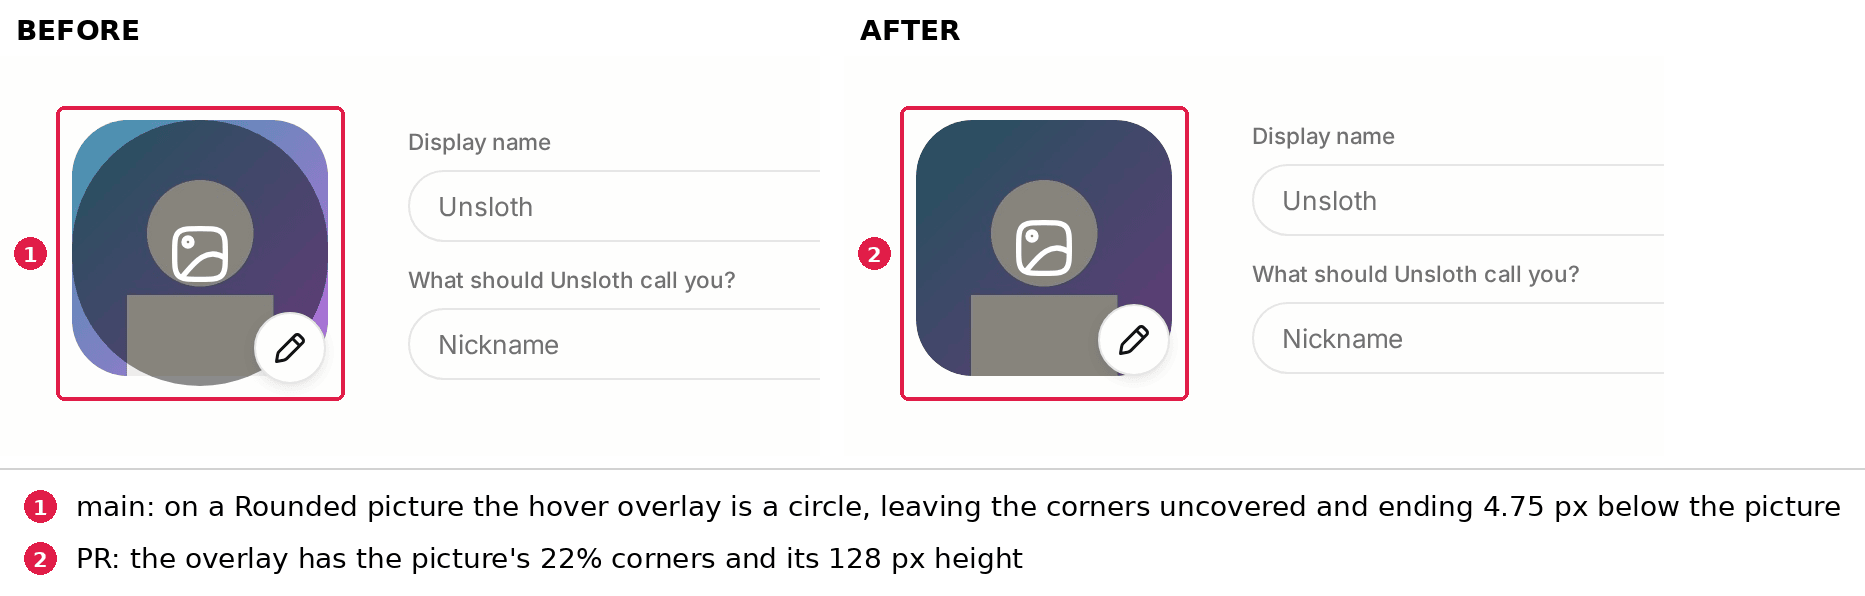 BEFORE
AFTER
1
Display name
Unsloth
What should Unsloth call you?
Nickname
2
Display name
Unsloth
What should Unsloth call you?
Nickname
1 main: on a Rounded picture the hover overlay is a circle, leaving the corners uncovered and ending 4.75 px below the picture
2 PR: the overlay has the picture's 22% corners and its 128 px height